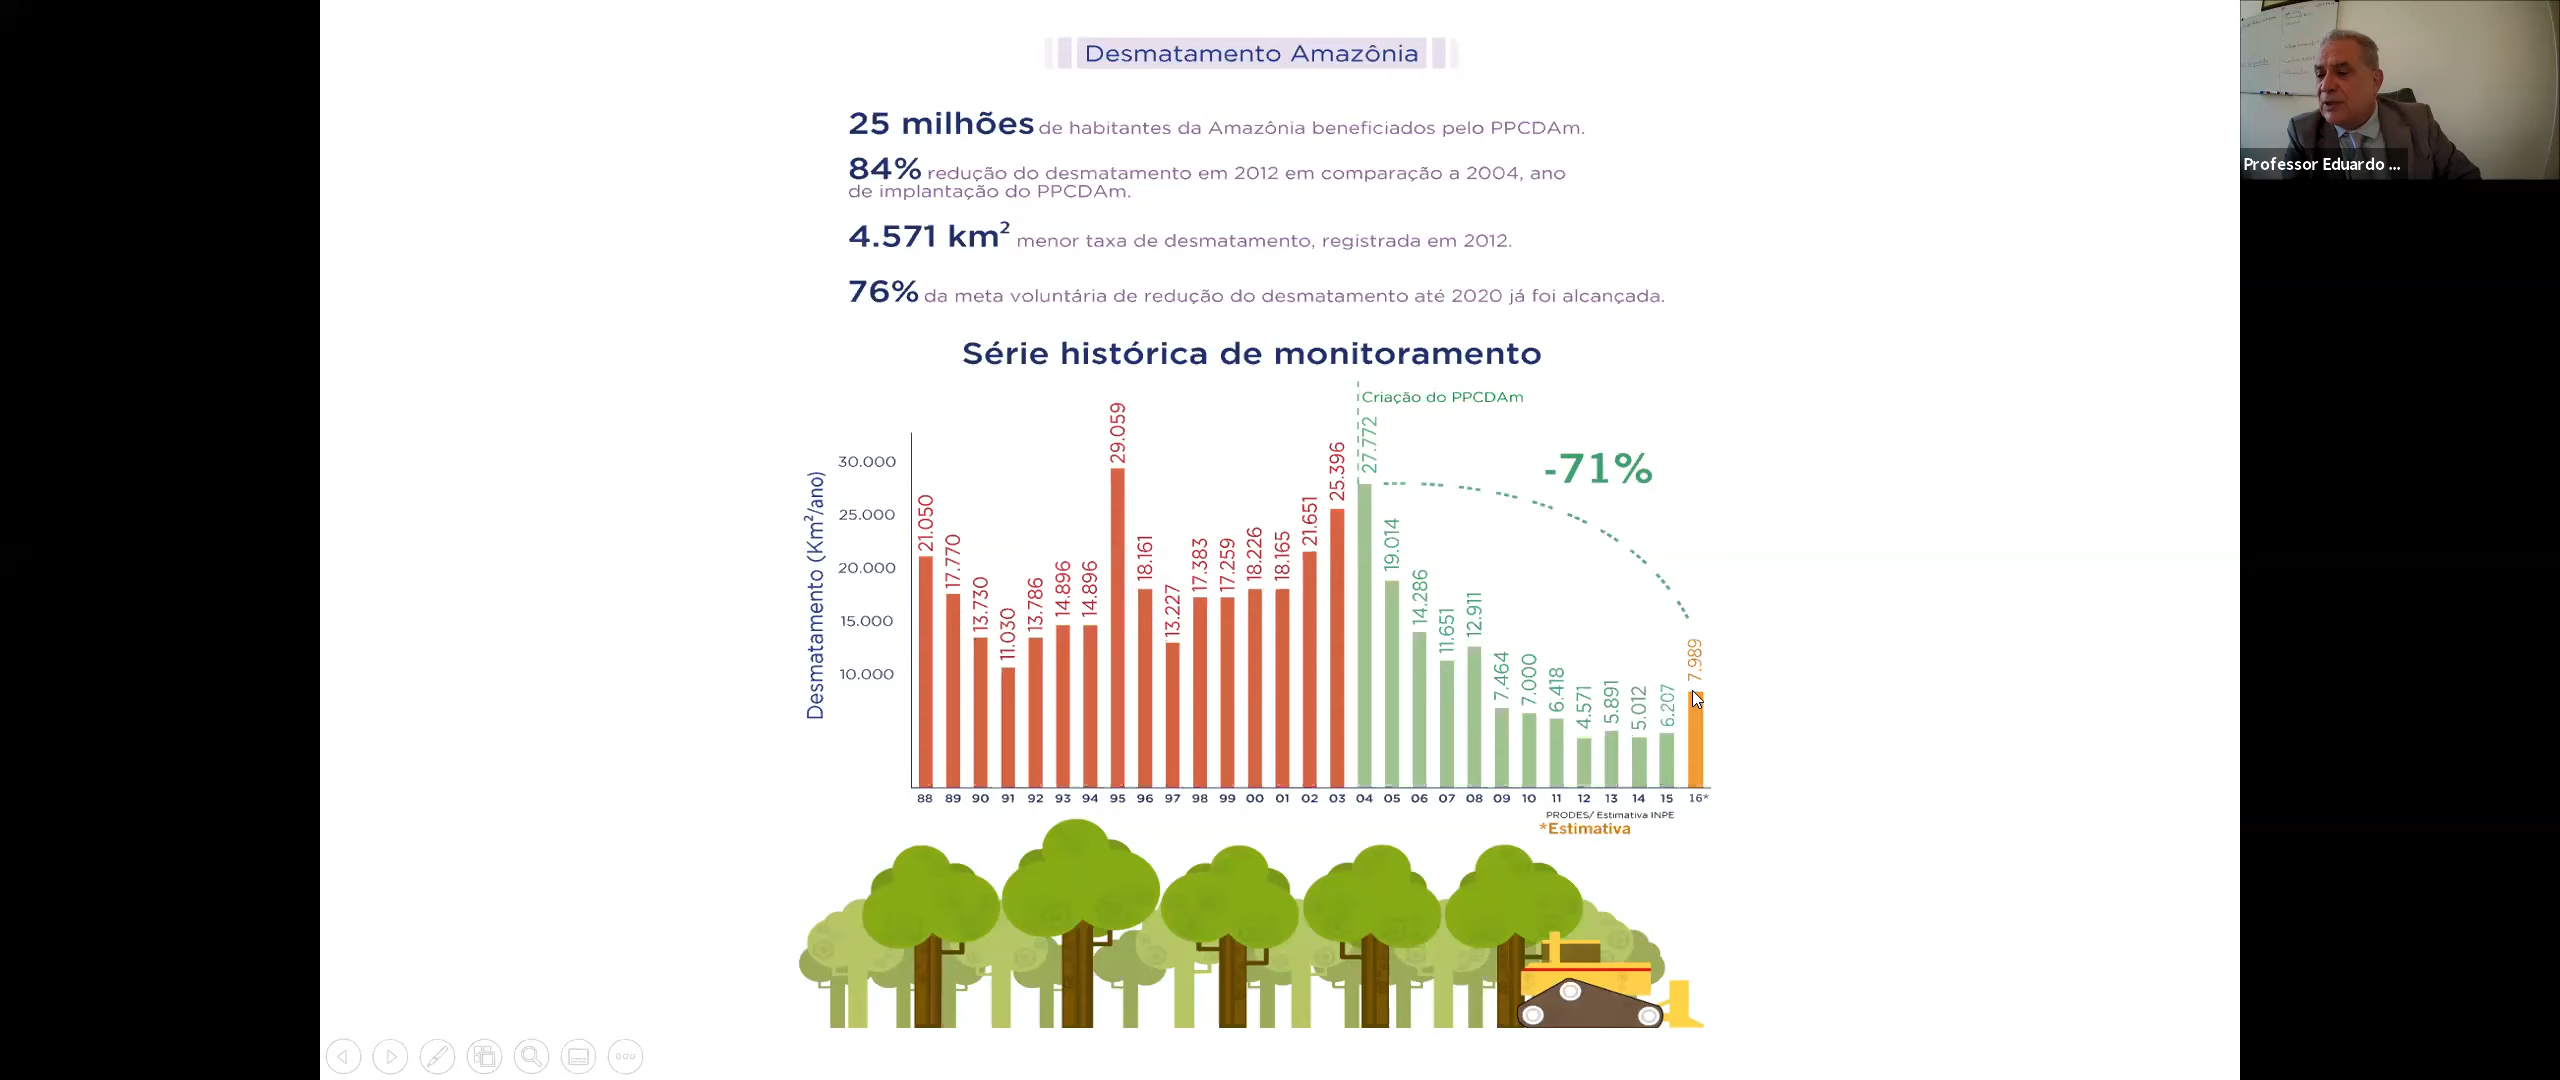 Desmatamento Amazônia
Professor Eduardo ...
25 milhões de habitantes da Amazônia beneficiados pelo PPCDAm.
84% redução do desmatamento em 2012 em comparação a 2004, ano
de implantação do PPCDAm.
4.571 km² menor taxa de desmatamento, registrada em 2012.
76% da meta voluntária de redução do desmatamento até 2020 já foi alcançada.
Série histórica de monitoramento
Criação do PPCDAm
-71%
Desmatamento (Km²/ano)
30.000
25.000
20.000
15.000
10.000
21.050
17.770
13.730
11.030
13.786
14.896
14.896
29.059
18.161
13.227
17.383
17.259
18.226
18.165
21.651
25.396
27.772
19.014
14.286
11.651
12.911
7.464
7.000
6.418
4.571
5.891
5.012
6.207
7.989
88 89 90 91 92 93 94 95 96 97 98 99 00 01 02 03 04 05 06 07 08 09 10 11 12 13 14 15 16*
PRODES/ Estimativa INPE
*Estimativa